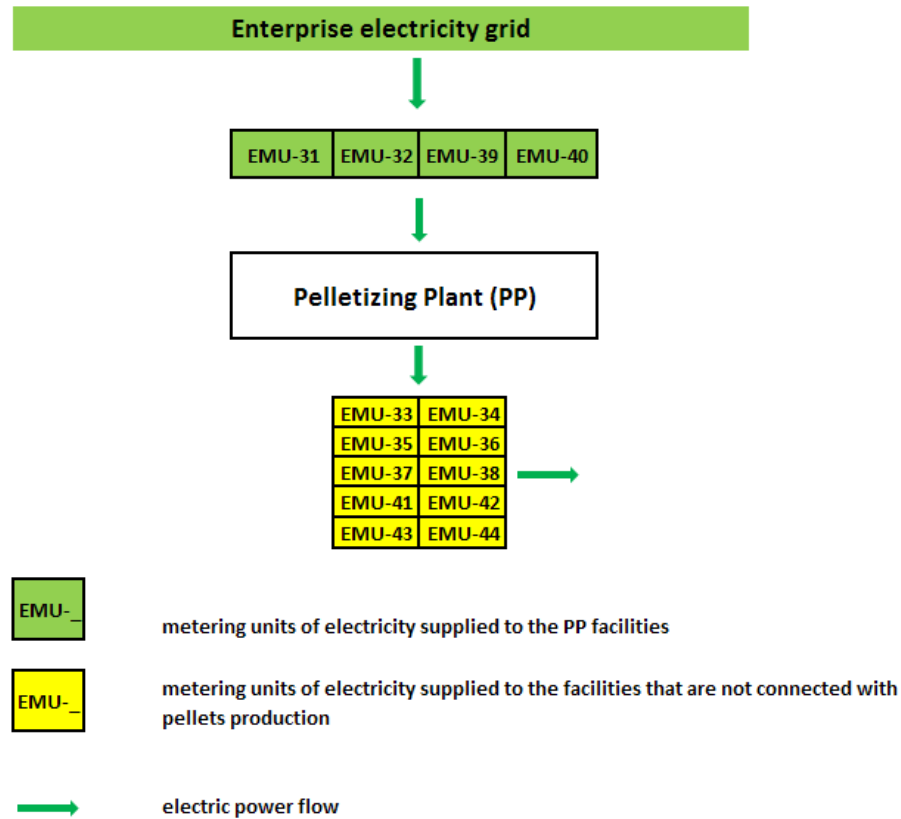 Enterprise electricity grid
EMU-31 EMU-32 EMU-39 EMU-40
Pelletizing Plant (PP)
EMU-33 EMU-34
EMU-35 EMU-36
EMU-37 EMU-38
EMU-41 EMU-42
EMU-43 EMU-44
EMU-_
metering units of electricity supplied to the PP facilities
EMU-_
metering units of electricity supplied to the facilities that are not connected with
pellets production
electric power flow